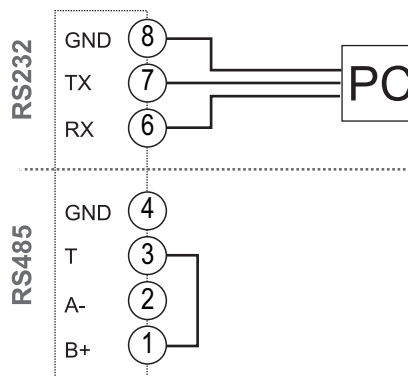 RS232
GND 8
TX 7
RX 6
PC
RS485
GND 4
T 3
A- 2
B+ 1